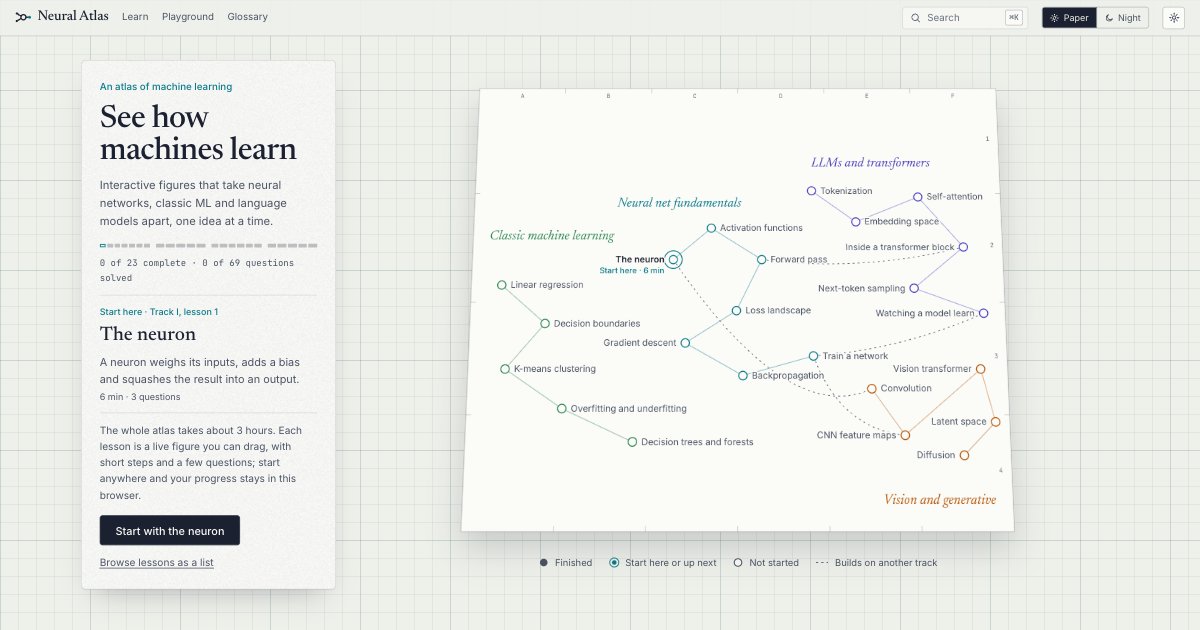 Neural Atlas
Learn
Playground
Glossary
Search
⌘K
Paper
Night
An atlas of machine learning
See how
machines learn
Interactive figures that take neural
networks, classic ML and language
models apart, one idea at a time.
0 of 23 complete · 0 of 69 questions
solved
Start here · Track I, lesson 1
The neuron
A neuron weighs its inputs, adds a bias
and squashes the result into an output.
6 min · 3 questions
The whole atlas takes about 3 hours. Each
lesson is a live figure you can drag, with
short steps and a few questions; start
anywhere and your progress stays in this
browser.
Start with the neuron
Browse lessons as a list
A
B
C
D
E
F
1
LLMs and transformers
Tokenization
Self-attention
Neural net fundamentals
Embedding space
Activation functions
Classic machine learning
Inside a transformer block
2
The neuron
Start here · 6 min
Forward pass
Linear regression
Next-token sampling
Loss landscape
Watching a model learn
Decision boundaries
Gradient descent
Train a network
3
K-means clustering
Vision transformer
Backpropagation
Convolution
Overfitting and underfitting
Latent space
CNN feature maps
Decision trees and forests
Diffusion
4
Vision and generative
Finished
Start here or up next
Not started
Builds on another track